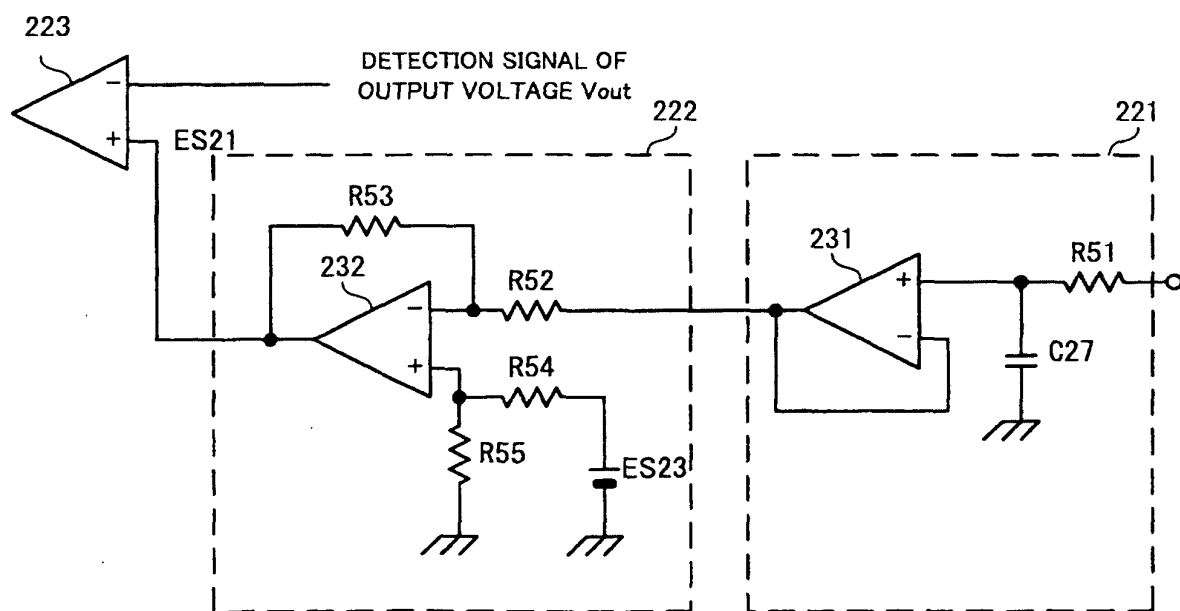 223
DETECTION SIGNAL OF
OUTPUT VOLTAGE Vout
222
221
-
+
ES21
R53
232
R52
-
+
R54
R55
ES23
231
R51
+
-
C27